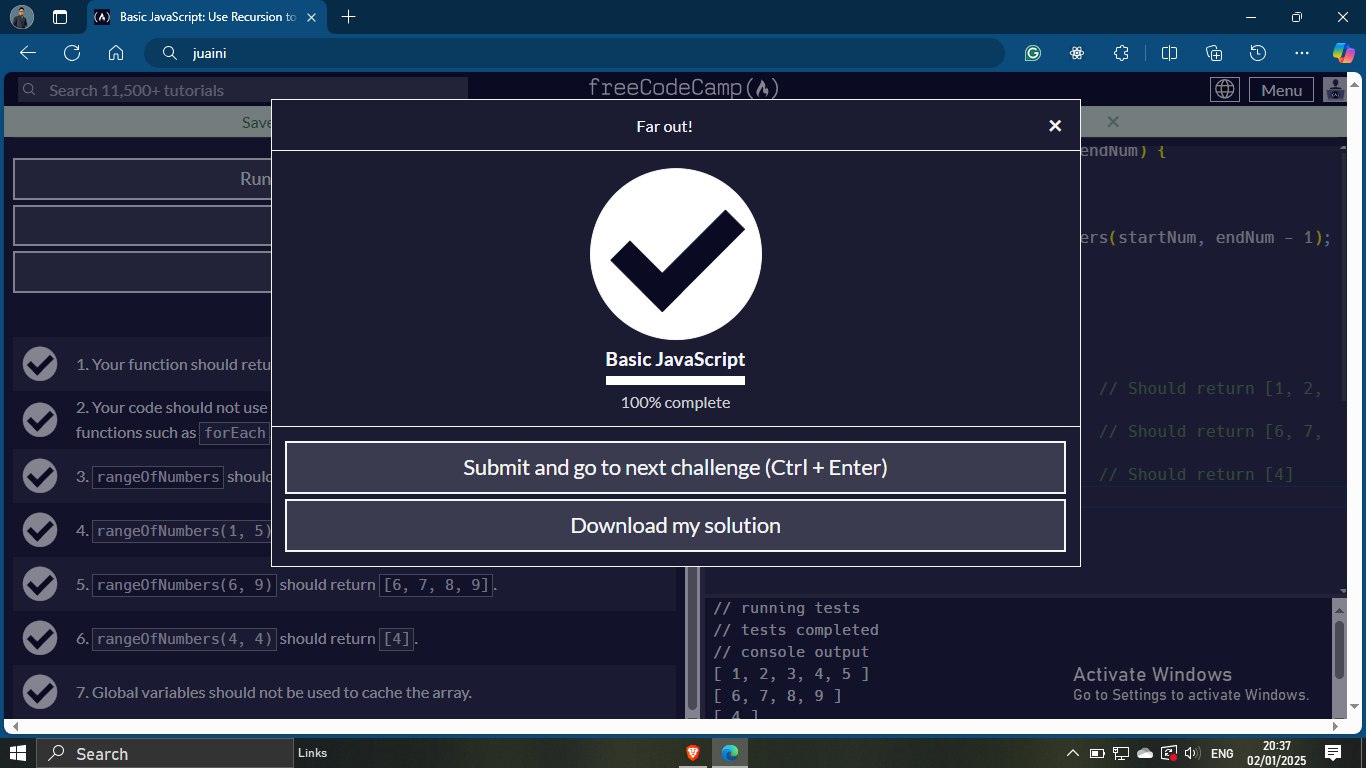 Basic JavaScript: Use Recursion to
juaini
Search 11,500+ tutorials
freeCodeCamp
Menu
Save
Far out!
endNum) {
Run
ers(startNum, endNum - 1);
Basic JavaScript
100% complete
1. Your function should retu
// Should return [1, 2,
2. Your code should not use
functions such as forEach
// Should return [6, 7,
Submit and go to next challenge (Ctrl + Enter)
3. rangeOfNumbers should
// Should return [4]
Download my solution
4. rangeOfNumbers(1, 5)
5. rangeOfNumbers(6, 9) should return [6, 7, 8, 9].
6. rangeOfNumbers(4, 4) should return [4].
7. Global variables should not be used to cache the array.
// running tests
// tests completed
// console output
[ 1, 2, 3, 4, 5 ]
[ 6, 7, 8, 9 ]
[ 4 ]
Activate Windows
Go to Settings to activate Windows.
Search
Links
ENG
20:37
02/01/2025